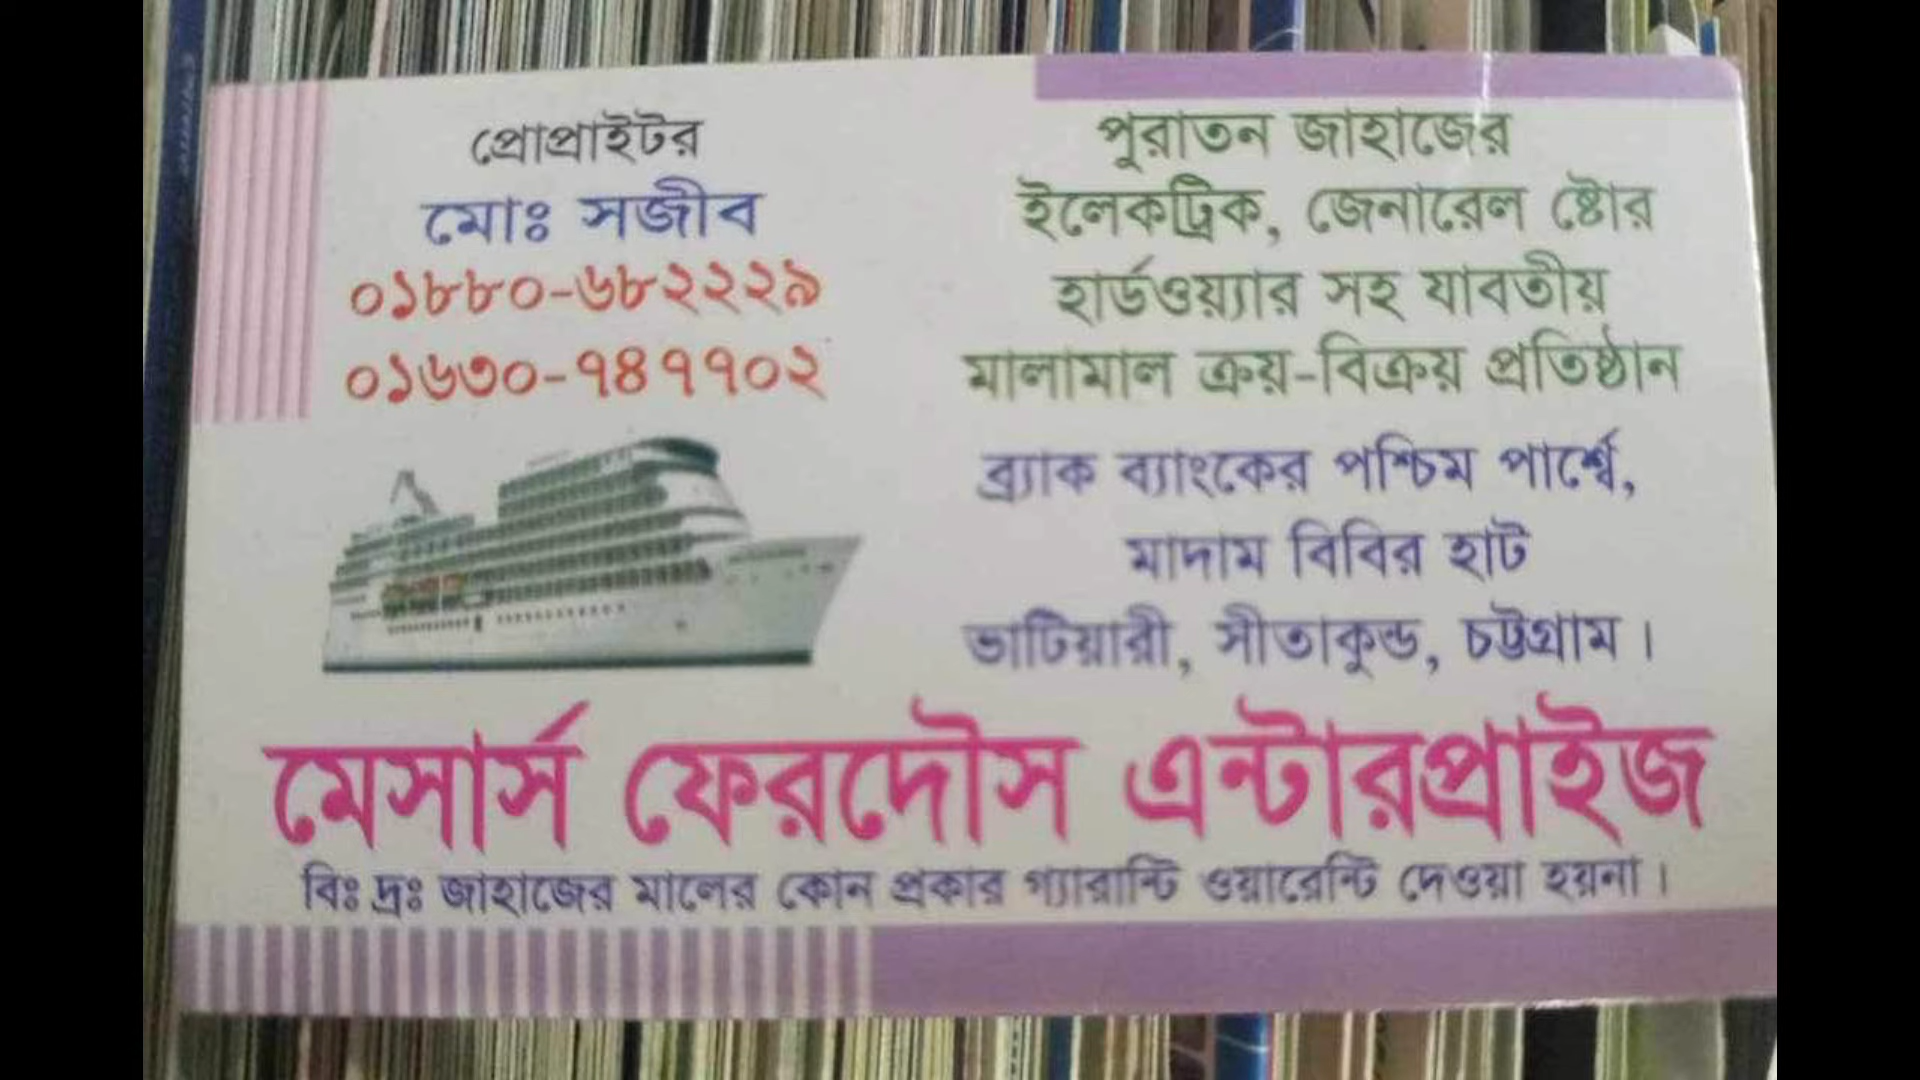 প্রোপ্রাইটর
মোঃ সজীব
০১৮৮০-৬৮২২২৯
০১৬৩০-৭৪৭৭০২
পুরাতন জাহাজের
ইলেকট্রিক, জেনারেল ষ্টোর
হার্ডওয়্যার সহ যাবতীয়
মালামাল ক্রয়-বিক্রয় প্রতিষ্ঠান
ব্র্যাক ব্যাংকের পশ্চিম পার্শ্বে,
মাদাম বিবির হাট
ভাটিয়ারী, সীতাকুন্ড, চট্টগ্রাম।
মেসার্স ফেরদৌস এন্টারপ্রাইজ
বিঃ দ্রঃ জাহাজের মালের কোন প্রকার গ্যারান্টি ওয়ারেন্টি দেওয়া হয়না।